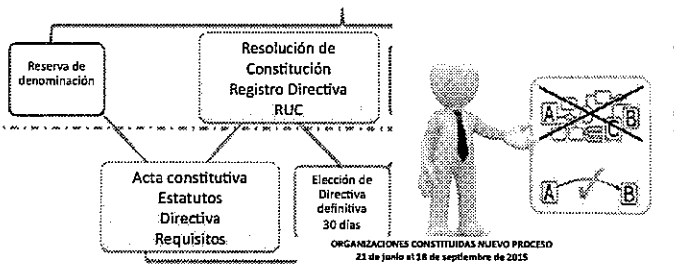 Reserva de
denominación
Resolución de
Constitución
Registro Directiva
RUC
Acta constitutiva
Estatutos
Directiva
Requisitos
Elección de
Directiva
definitiva
30 días
A
B
C
A
B
ORGANIZACIONES CONSTITUIDAS NUEVO PROCESO
21 de junio at 18 de septiembre de 2015